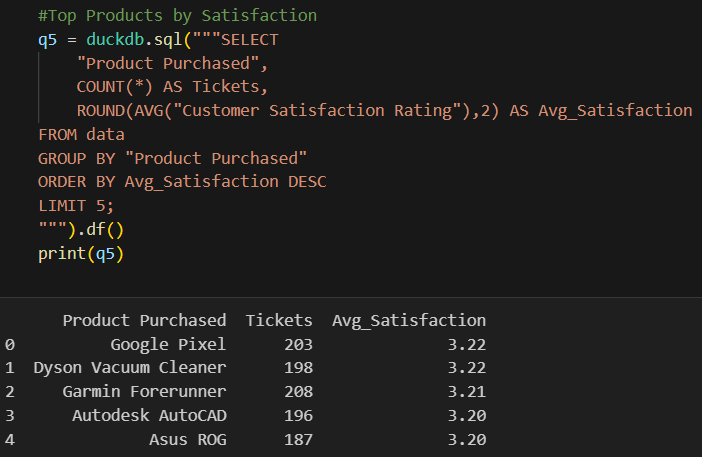 #Top Products by Satisfaction
q5 = duckdb.sql("""SELECT
    "Product Purchased",
    COUNT(*) AS Tickets,
    ROUND(AVG("Customer Satisfaction Rating"),2) AS Avg_Satisfaction
FROM data
GROUP BY "Product Purchased"
ORDER BY Avg_Satisfaction DESC
LIMIT 5;
""").df()
print(q5)
      Product Purchased  Tickets  Avg_Satisfaction
0          Google Pixel      203              3.22
1  Dyson Vacuum Cleaner      198              3.22
2     Garmin Forerunner      208              3.21
3      Autodesk AutoCAD      196              3.20
4              Asus ROG      187              3.20